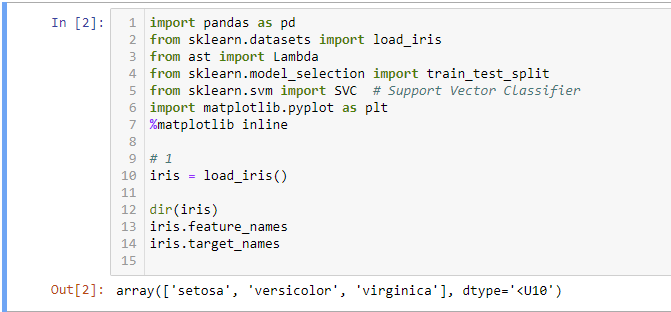 In [2]:
1 import pandas as pd
2 from sklearn.datasets import load_iris
3 from ast import Lambda
4 from sklearn.model_selection import train_test_split
5 from sklearn.svm import SVC  # Support Vector Classifier
6 import matplotlib.pyplot as plt
7 %matplotlib inline
8
9 # 1
10 iris = load_iris()
11
12 dir(iris)
13 iris.feature_names
14 iris.target_names
15
Out[2]: array(['setosa', 'versicolor', 'virginica'], dtype='<U10')